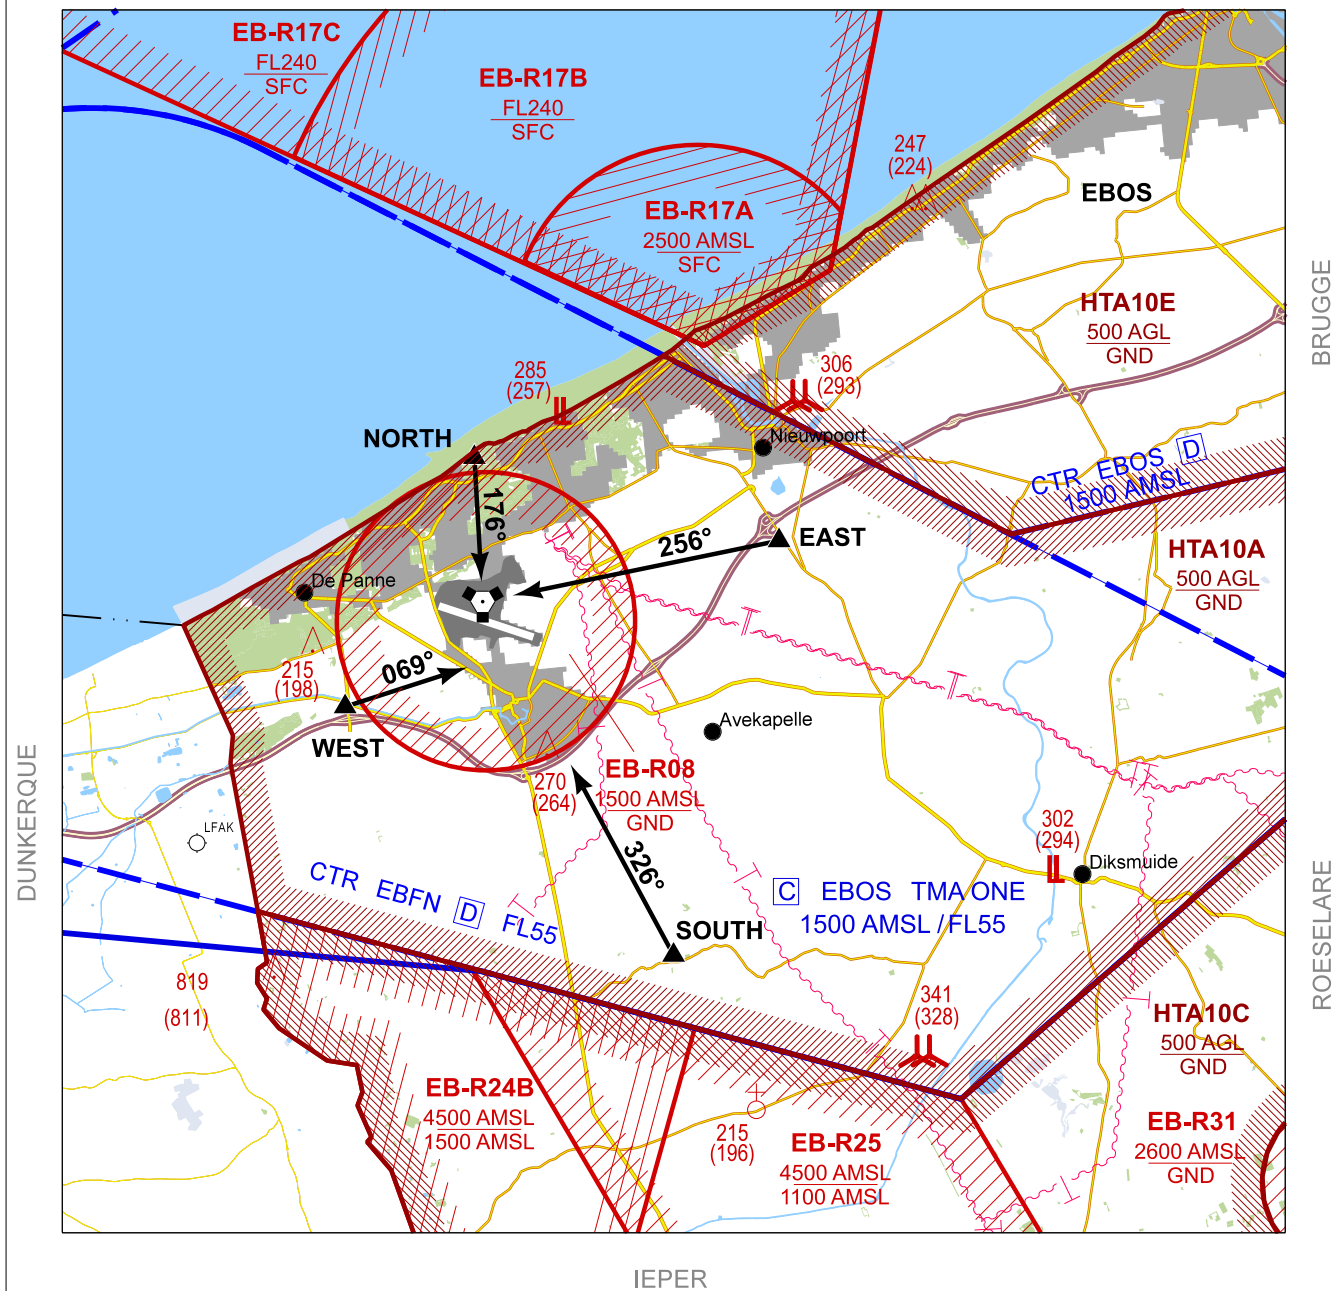 EB-R17C
FL240
SFC
EB-R17B
FL240
SFC
247
(224)
EBOS
EB-R17A
2500 AMSL
SFC
HTA10E
500 AGL
GND
BRUGGE
285
(257)
306
(293)
NORTH
Nieuwpoort
CTR EBOS D
1500 AMSL
176°
256°
EAST
HTA10A
500 AGL
GND
De Panne
215
(198)
069°
WEST
Avekapelle
DUNKERQUE
270
(264)
EB-R08
1500 AMSL
GND
LFAK
302
(294)
Diksmuide
326°
CTR EBFN D FL55
C EBOS TMA ONE
1500 AMSL / FL55
SOUTH
ROESELARE
819
(811)
341
(328)
HTA10C
500 AGL
GND
EB-R24B
4500 AMSL
1500 AMSL
215
(196)
EB-R25
4500 AMSL
1100 AMSL
EB-R31
2600 AMSL
GND
IEPER